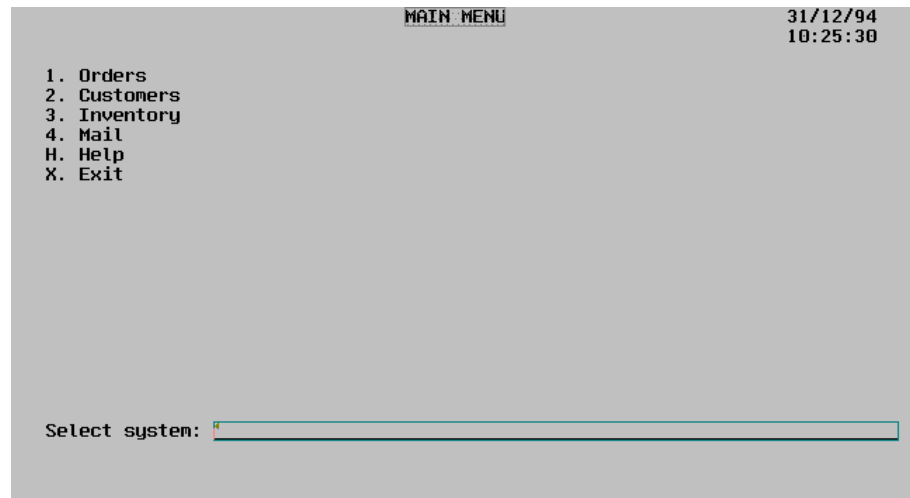 MAIN MENU 31/12/94
10:25:30
1. Orders
2. Customers
3. Inventory
4. Mail
H. Help
X. Exit
Select system: